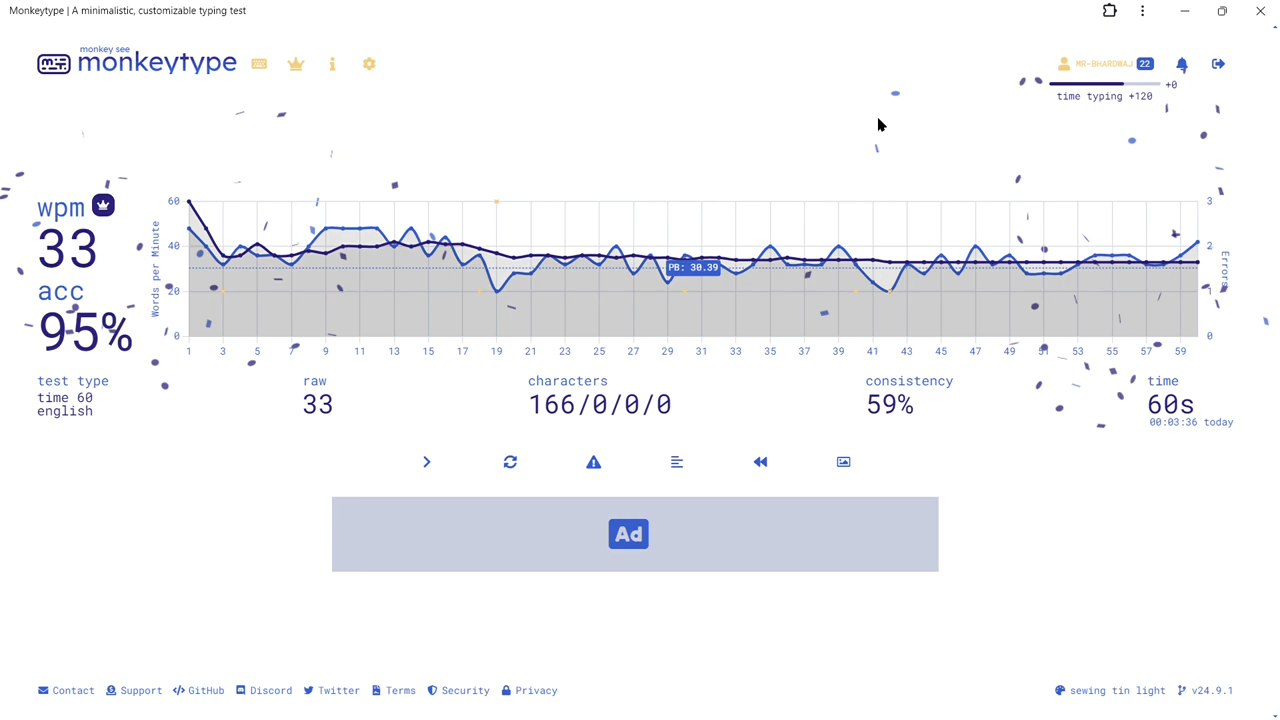 Monkeytype | A minimalistic, customizable typing test
monkey see
monkeytype
MR-BHARDWAJ 22
+0
time typing +120
wpm
33
acc
95%
Words per Minute
60
40
20
0
PB: 30.39
3
2
1
0
Errors
1 3 5 7 9 11 13 15 17 19 21 23 25 27 29 31 33 35 37 39 41 43 45 47 49 51 53 55 57 59
test type
time 60
english
raw
33
characters
166/0/0/0
consistency
59%
time
60s
00:03:36 today
Ad
Contact Support GitHub Discord Twitter Terms Security Privacy
sewing tin light v24.9.1